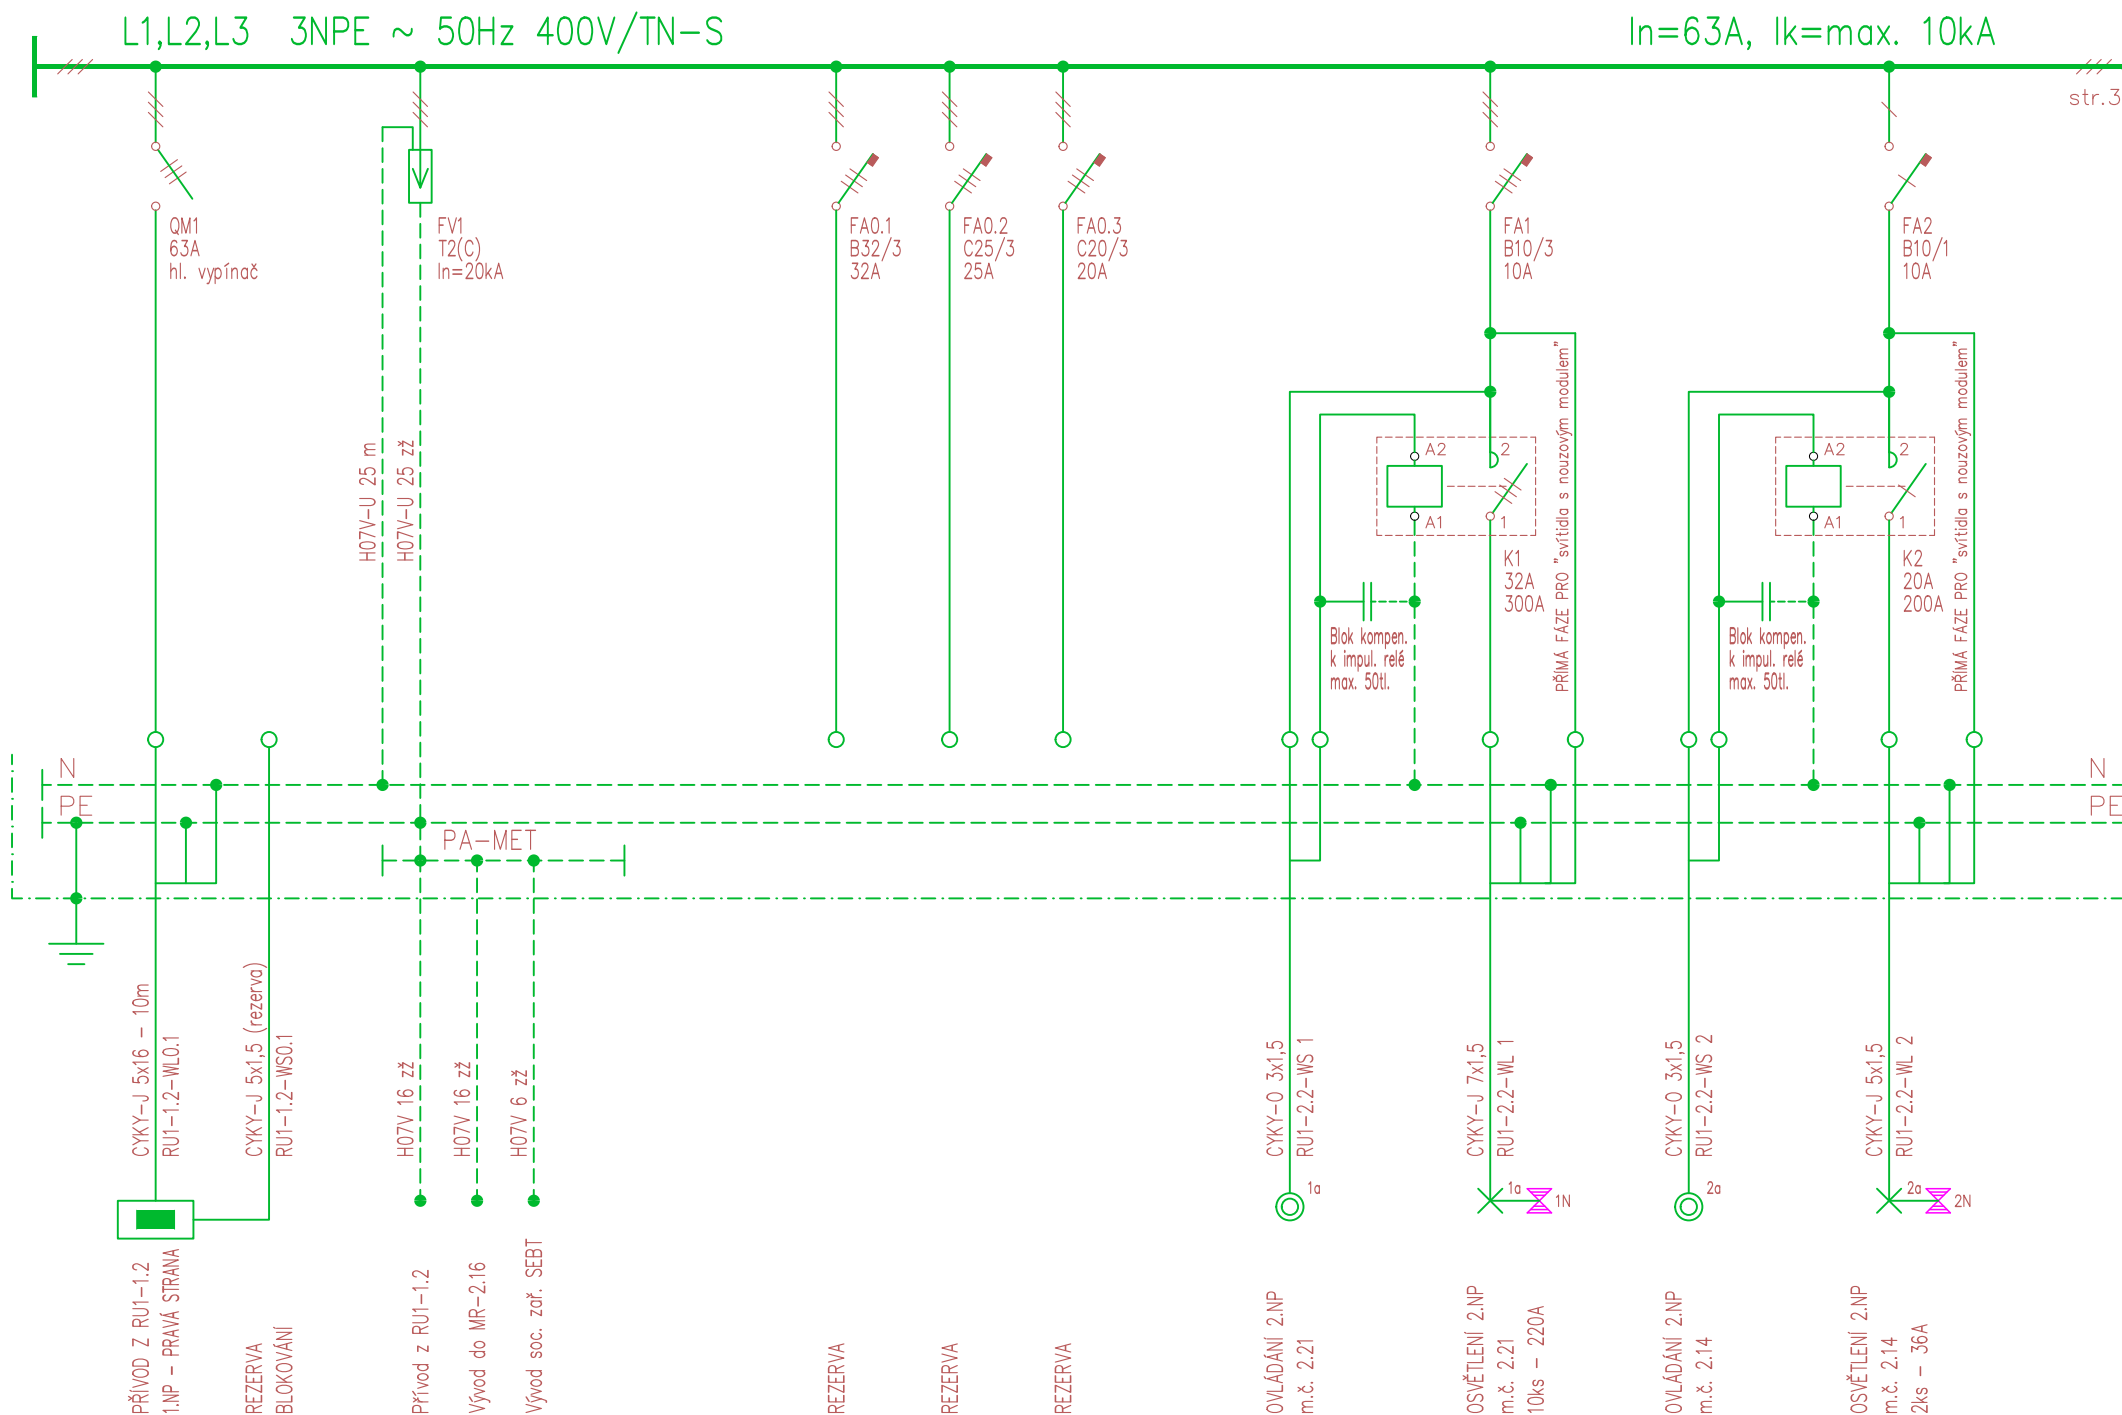 L1,L2,L3 3NPE ~ 50Hz 400V/TN-S
In=63A, Ik=max. 10kA
str.3
QM1
63A
hl. vypínač
FV1
T2(C)
In=20kA
FA0.1
B32/3
32A
FA0.2
C25/3
25A
FA0.3
C20/3
20A
FA1
B10/3
10A
FA2
B10/1
10A
H07V-U 25 m
H07V-U 25 zž
A2
2
A1
1
K1
32A
300A
PŘÍMÁ FÁZE PRO "svítidla s nouzovým modulem"
Blok kompen.
k impul. relé
max. 50tl.
A2
2
A1
1
K2
20A
200A
PŘÍMÁ FÁZE PRO "svítidla s nouzovým modulem"
Blok kompen.
k impul. relé
max. 50tl.
N
N
PE
PE
PA-MET
CYKY-J 5x16 - 10m
RU1-1.2-WL0.1
CYKY-J 5x1,5 (rezerva)
RU1-1.2-WS0.1
H07V 16 zž
H07V 16 zž
H07V 6 zž
CYKY-O 3x1,5
RU1-2.2-WS 1
CYKY-J 7x1,5
RU1-2.2-WL 1
CYKY-O 3x1,5
RU1-2.2-WS 2
CYKY-J 5x1,5
RU1-2.2-WL 2
1a
1a
1N
2a
2a
2N
PŘÍVOD Z RU1-1.2
1.NP - PRAVÁ STRANA
REZERVA
BLOKOVÁNÍ
Přívod z RU1-1.2
Vývod do MR-2.16
Vývod soc. zař. SEBT
REZERVA
REZERVA
REZERVA
OVLÁDÁNÍ 2.NP
m.č. 2.21
OSVĚTLENÍ 2.NP
m.č. 2.21
10ks - 220A
OVLÁDÁNÍ 2.NP
m.č. 2.14
OSVĚTLENÍ 2.NP
m.č. 2.14
2ks - 36A